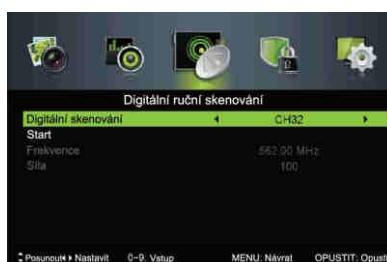 Digitální ruční skenování
Digitální skenování CH32
Start
Frekvence 562.00 MHz
Síla 100
Posunout Nastavit 0-9: Vstup MENU: Návrat OPUSTIT: Opustit